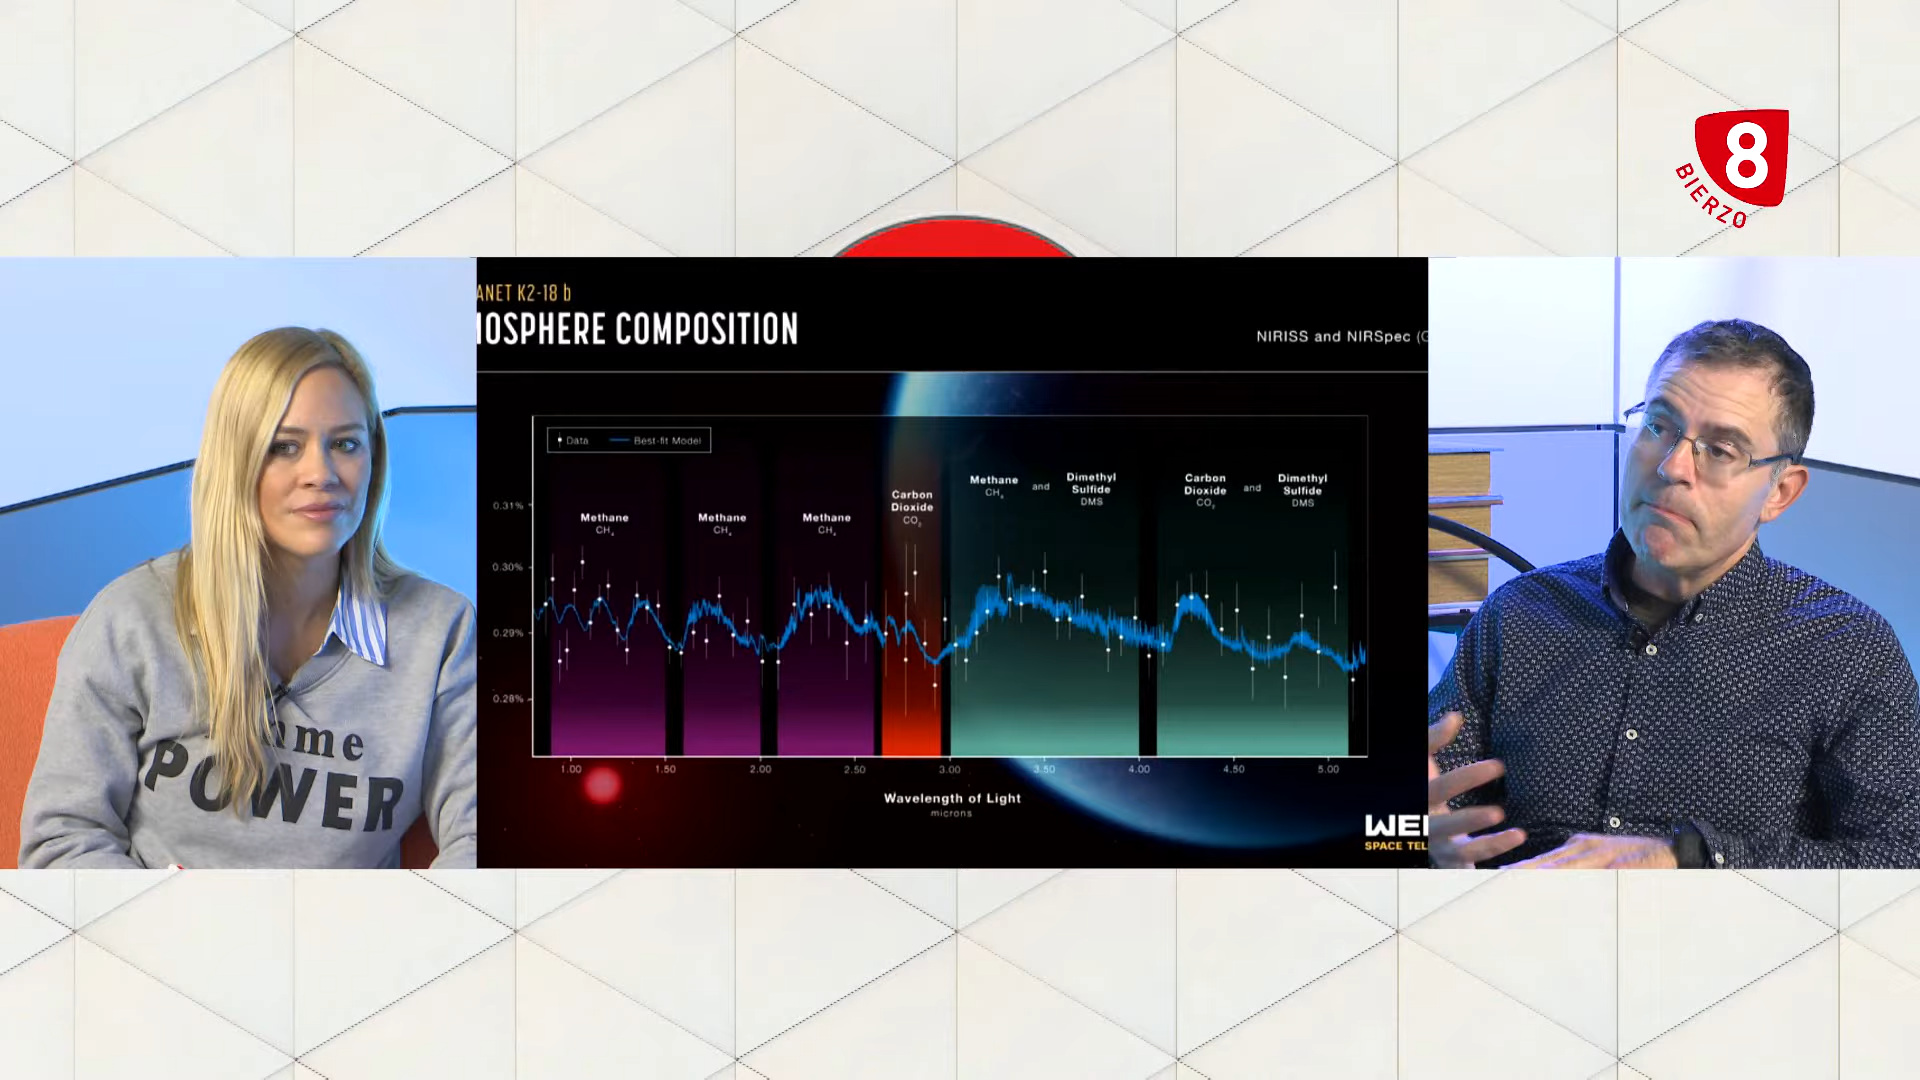 8
BIERZO
ANET K2-18 b
MOSPHERE COMPOSITION
NIRISS and NIRSpec (G
Data
Best-fit Model
Methane
CH4
Methane
CH4
Methane
CH4
Carbon
Dioxide
CO2
Methane
CH4
and
Dimethyl
Sulfide
DMS
Carbon
Dioxide
CO2
and
Dimethyl
Sulfide
DMS
0.31%
0.30%
0.29%
0.28%
1.00 1.50 2.00 2.50 3.00 3.50 4.00 4.50 5.00
Wavelength of Light
microns
WE
SPACE TEL
POWER